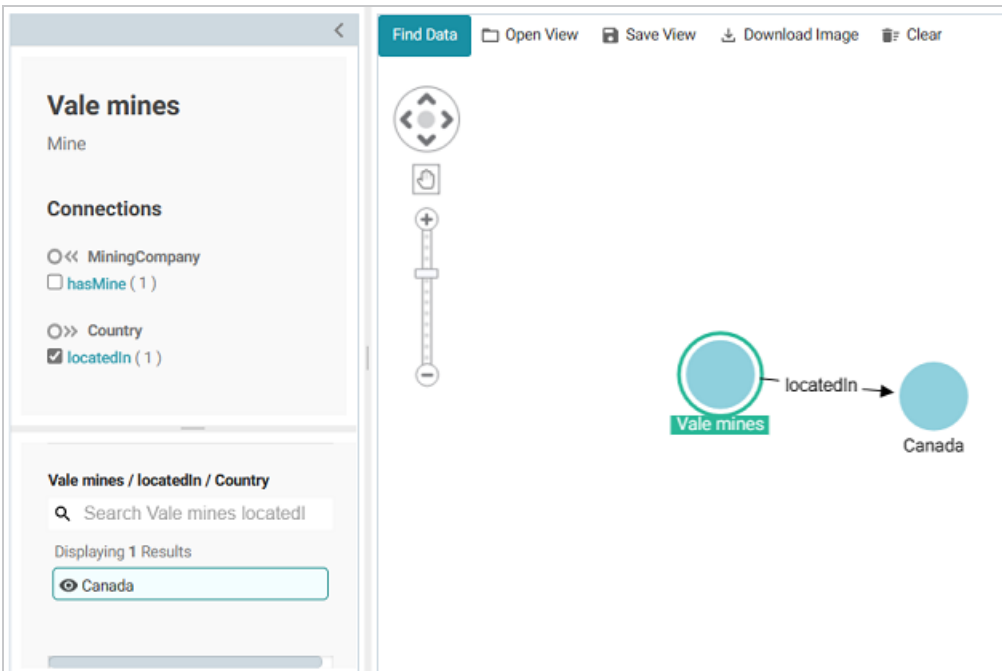 Find Data Open View Save View Download Image Clear
Vale mines
Mine
Connections
MiningCompany
hasMine ( 1 )
Country
locatedIn ( 1 )
Vale mines / locatedIn / Country
Search Vale mines locatedI
Displaying 1 Results
Canada
locatedIn
Vale mines
Canada